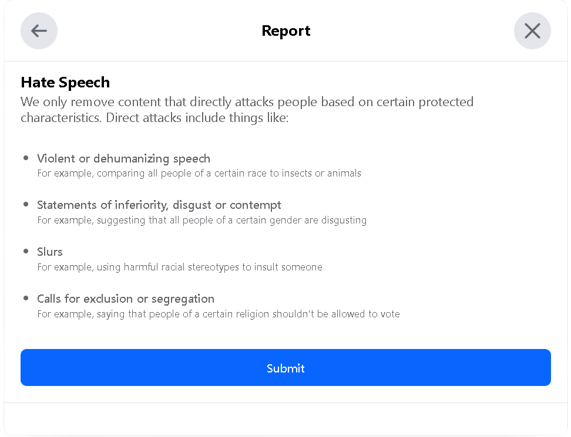 Report
Hate Speech
We only remove content that directly attacks people based on certain protected
characteristics. Direct attacks include things like:
• Violent or dehumanizing speech
For example, comparing all people of a certain race to insects or animals
• Statements of inferiority, disgust or contempt
For example, suggesting that all people of a certain gender are disgusting
• Slurs
For example, using harmful racial stereotypes to insult someone
• Calls for exclusion or segregation
For example, saying that people of a certain religion shouldn't be allowed to vote
Submit